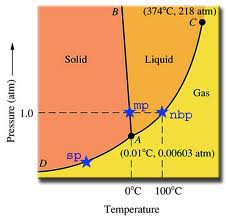 B
(374°C, 218 atm)
C
Solid
Liquid
Gas
Pressure (atm)
1.0
mp
nbp
A
(0.01°C, 0.00603 atm)
sp
D
0°C
100°C
Temperature